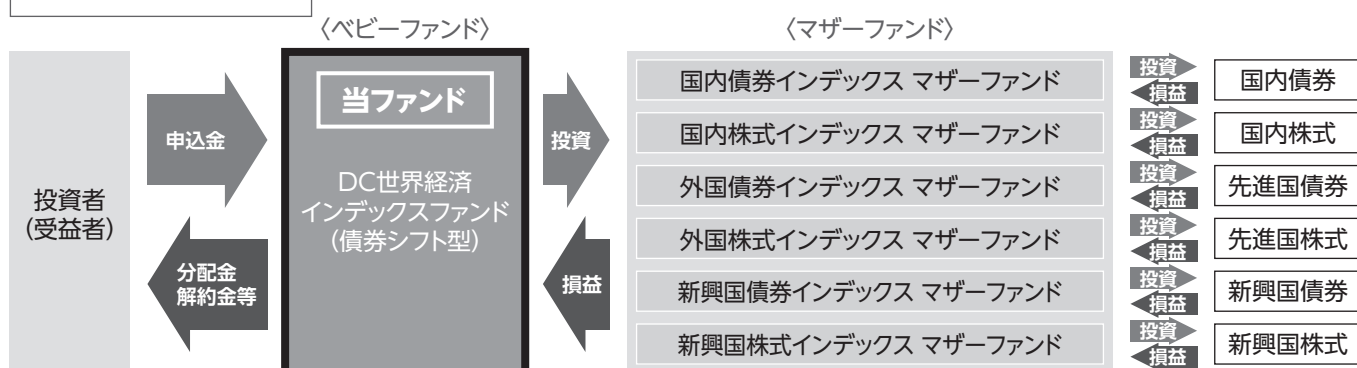 〈ベビーファンド〉
〈マザーファンド〉
投資者
(受益者)
申込金
分配金
解約金等
当ファンド
DC世界経済
インデックスファンド
(債券シフト型)
投資
損益
国内債券インデックス マザーファンド
投資
損益
国内債券
国内株式インデックス マザーファンド
投資
損益
国内株式
外国債券インデックス マザーファンド
投資
損益
先進国債券
外国株式インデックス マザーファンド
投資
損益
先進国株式
新興国債券インデックス マザーファンド
投資
損益
新興国債券
新興国株式インデックス マザーファンド
投資
損益
新興国株式